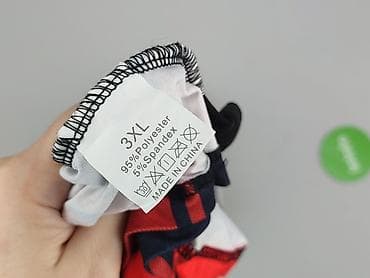 3XL
95%Polyester
5%Spandex
MADE IN CHINA